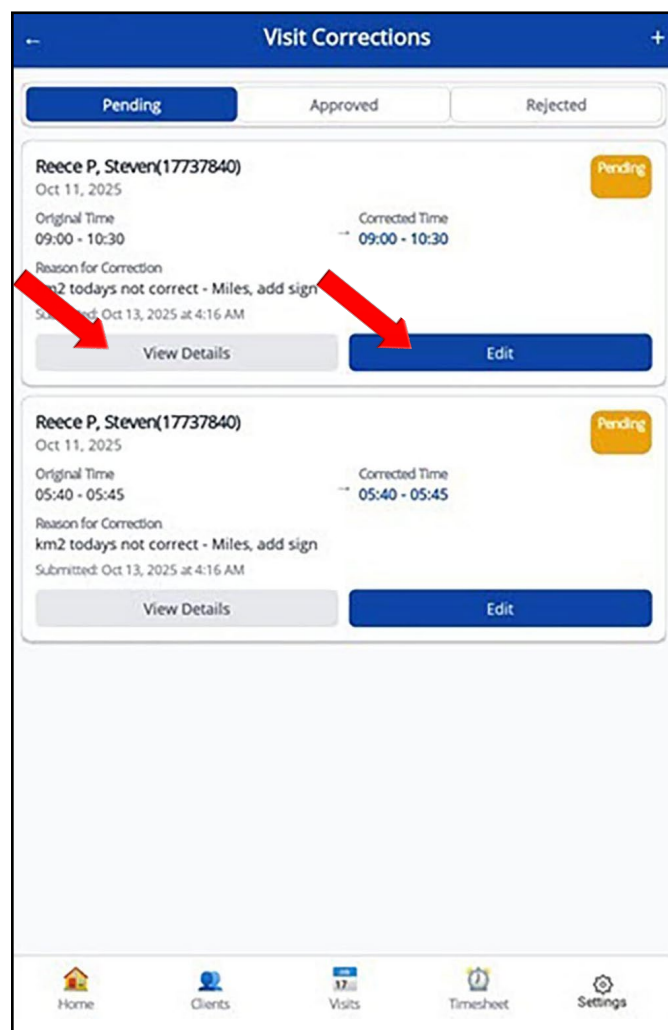 ← Visit Corrections +
Pending Approved Rejected
Reece P, Steven(17737840) Pending
Oct 11, 2025
Original Time Corrected Time
09:00 - 10:30 → 09:00 - 10:30
Reason for Correction
todays not correct - Miles, add sign
Oct 13, 2025 at 4:16 AM
View Details Edit
Reece P, Steven(17737840) Pending
Oct 11, 2025
Original Time Corrected Time
05:40 - 05:45 → 05:40 - 05:45
Reason for Correction
km2 todays not correct - Miles, add sign
Submitted: Oct 13, 2025 at 4:16 AM
View Details Edit
17
Home Clients Visits Timesheet Settings